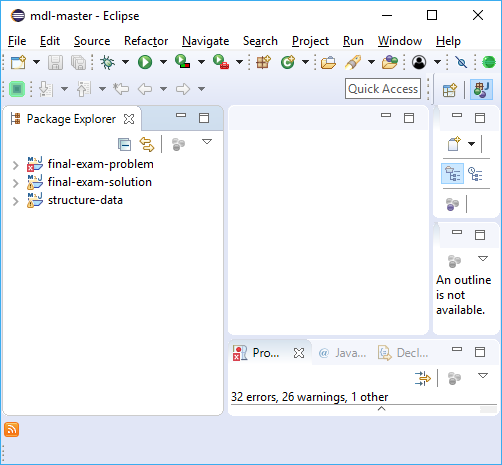 mdl-master - Eclipse
File Edit Source Refactor Navigate Search Project Run Window Help
Quick Access
Package Explorer
final-exam-problem
final-exam-solution
structure-data
An outline
is not
available.
Pro... @ Java... Decl...
32 errors, 26 warnings, 1 other